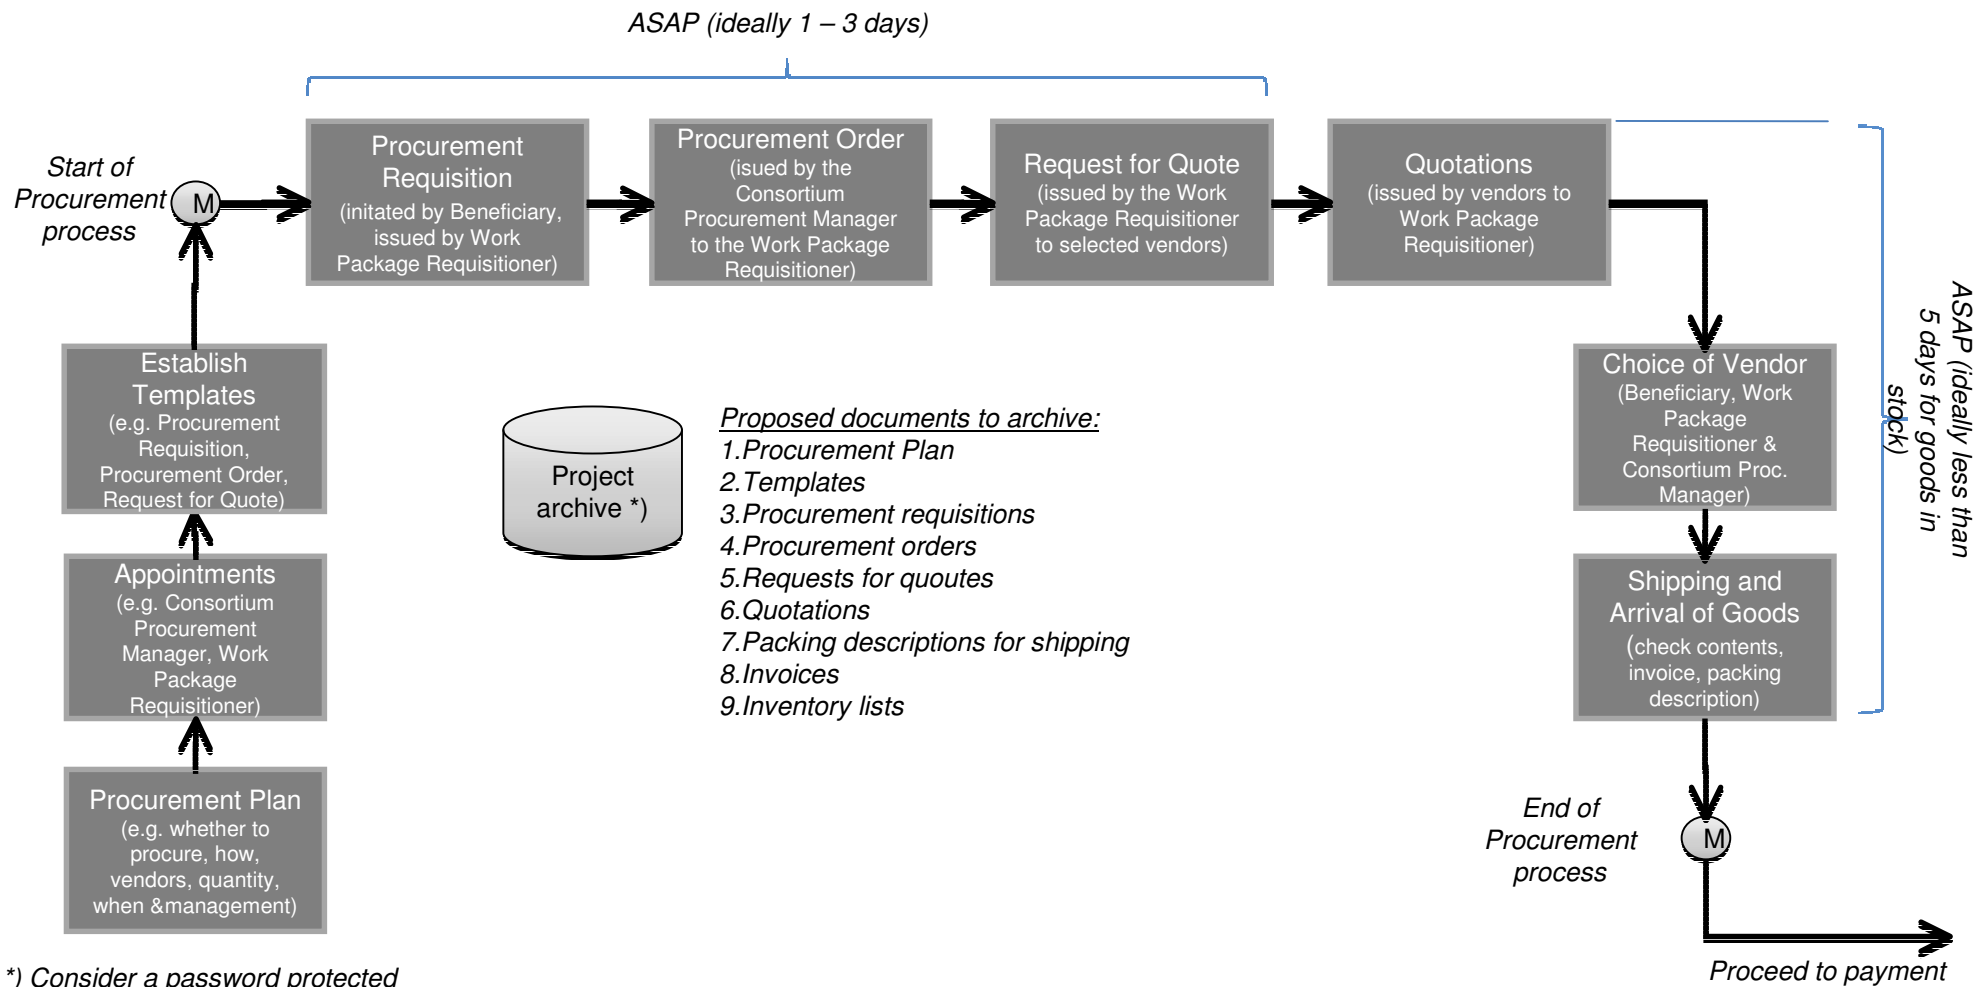 ASAP (ideally 1 – 3 days)
Start of
Procurement
process
M
Procurement
Requisition
(initated by Beneficiary,
issued by Work
Package Requisitioner)
Procurement Order
(isued by the
Consortium
Procurement Manager
to the Work Package
Requisitioner)
Request for Quote
(issued by the Work
Package Requisitioner
to selected vendors)
Quotations
(issued by vendors to
Work Package
Requisitioner)
ASAP (ideally less than
5 days for goods in
stock)
Establish
Templates
(e.g. Procurement
Requisition,
Procurement Order,
Request for Quote)
Appointments
(e.g. Consortium
Procurement
Manager, Work
Package
Requisitioner)
Procurement Plan
(e.g. whether to
procure, how,
vendors, quantity,
when &management)
Project
archive *)
Proposed documents to archive:
1.Procurement Plan
2.Templates
3.Procurement requisitions
4.Procurement orders
5.Requests for quoutes
6.Quotations
7.Packing descriptions for shipping
8.Invoices
9.Inventory lists
Choice of Vendor
(Beneficiary, Work
Package
Requisitioner &
Consortium Proc.
Manager)
Shipping and
Arrival of Goods
(check contents,
invoice, packing
description)
End of
Procurement
process
M
Proceed to payment
*) Consider a password protected